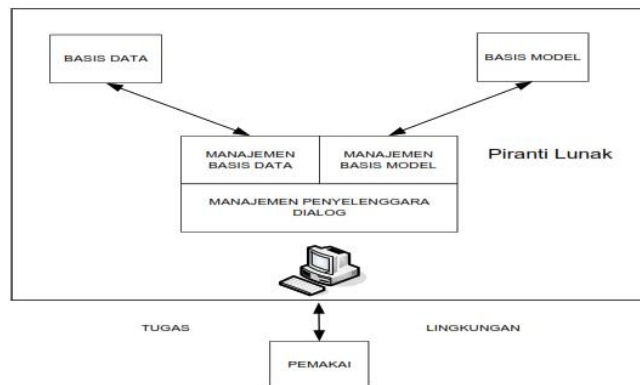 BASIS DATA
BASIS MODEL
MANAJEMEN
BASIS DATA
MANAJEMEN
BASIS MODEL
Piranti Lunak
MANAJEMEN PENYELENGGARA
DIALOG
TUGAS
LINGKUNGAN
PEMAKAI